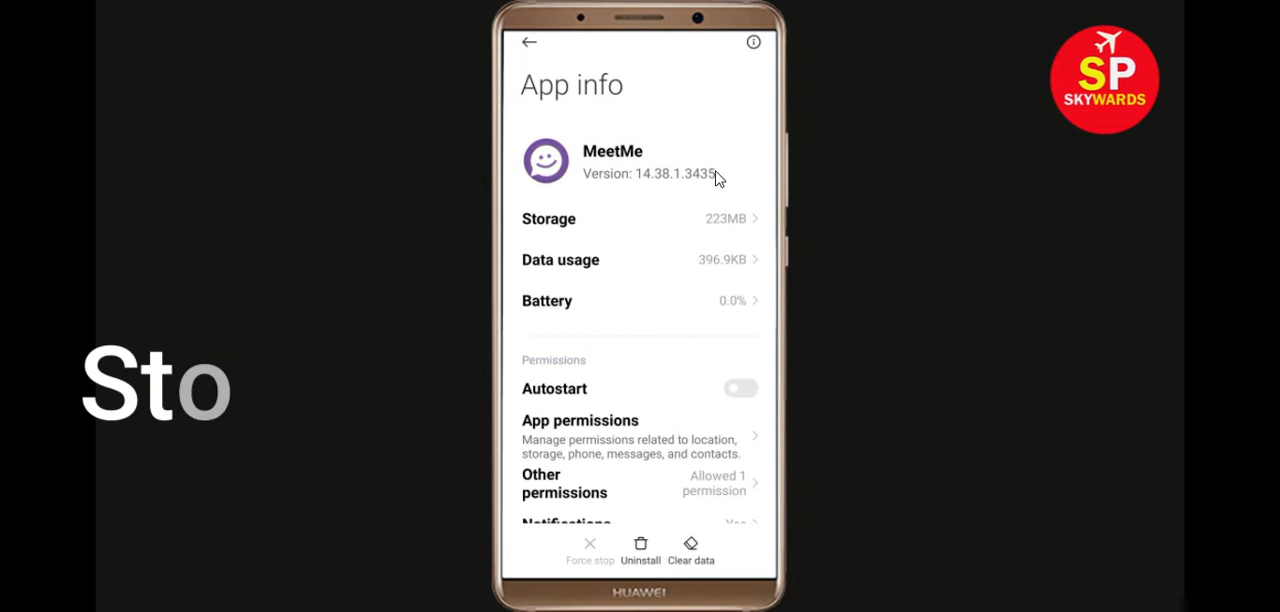 SP
SKYWARDS
App info
MeetMe
Version: 14.38.1.3435
Storage 223MB
Data usage 396.9KB
Battery 0.0%
Permissions
Autostart
App permissions
Manage permissions related to location,
storage, phone, messages, and contacts.
Other permissions
Allowed 1 permission
Notifications Yes
Force stop Uninstall Clear data
HUAWEI
Sto